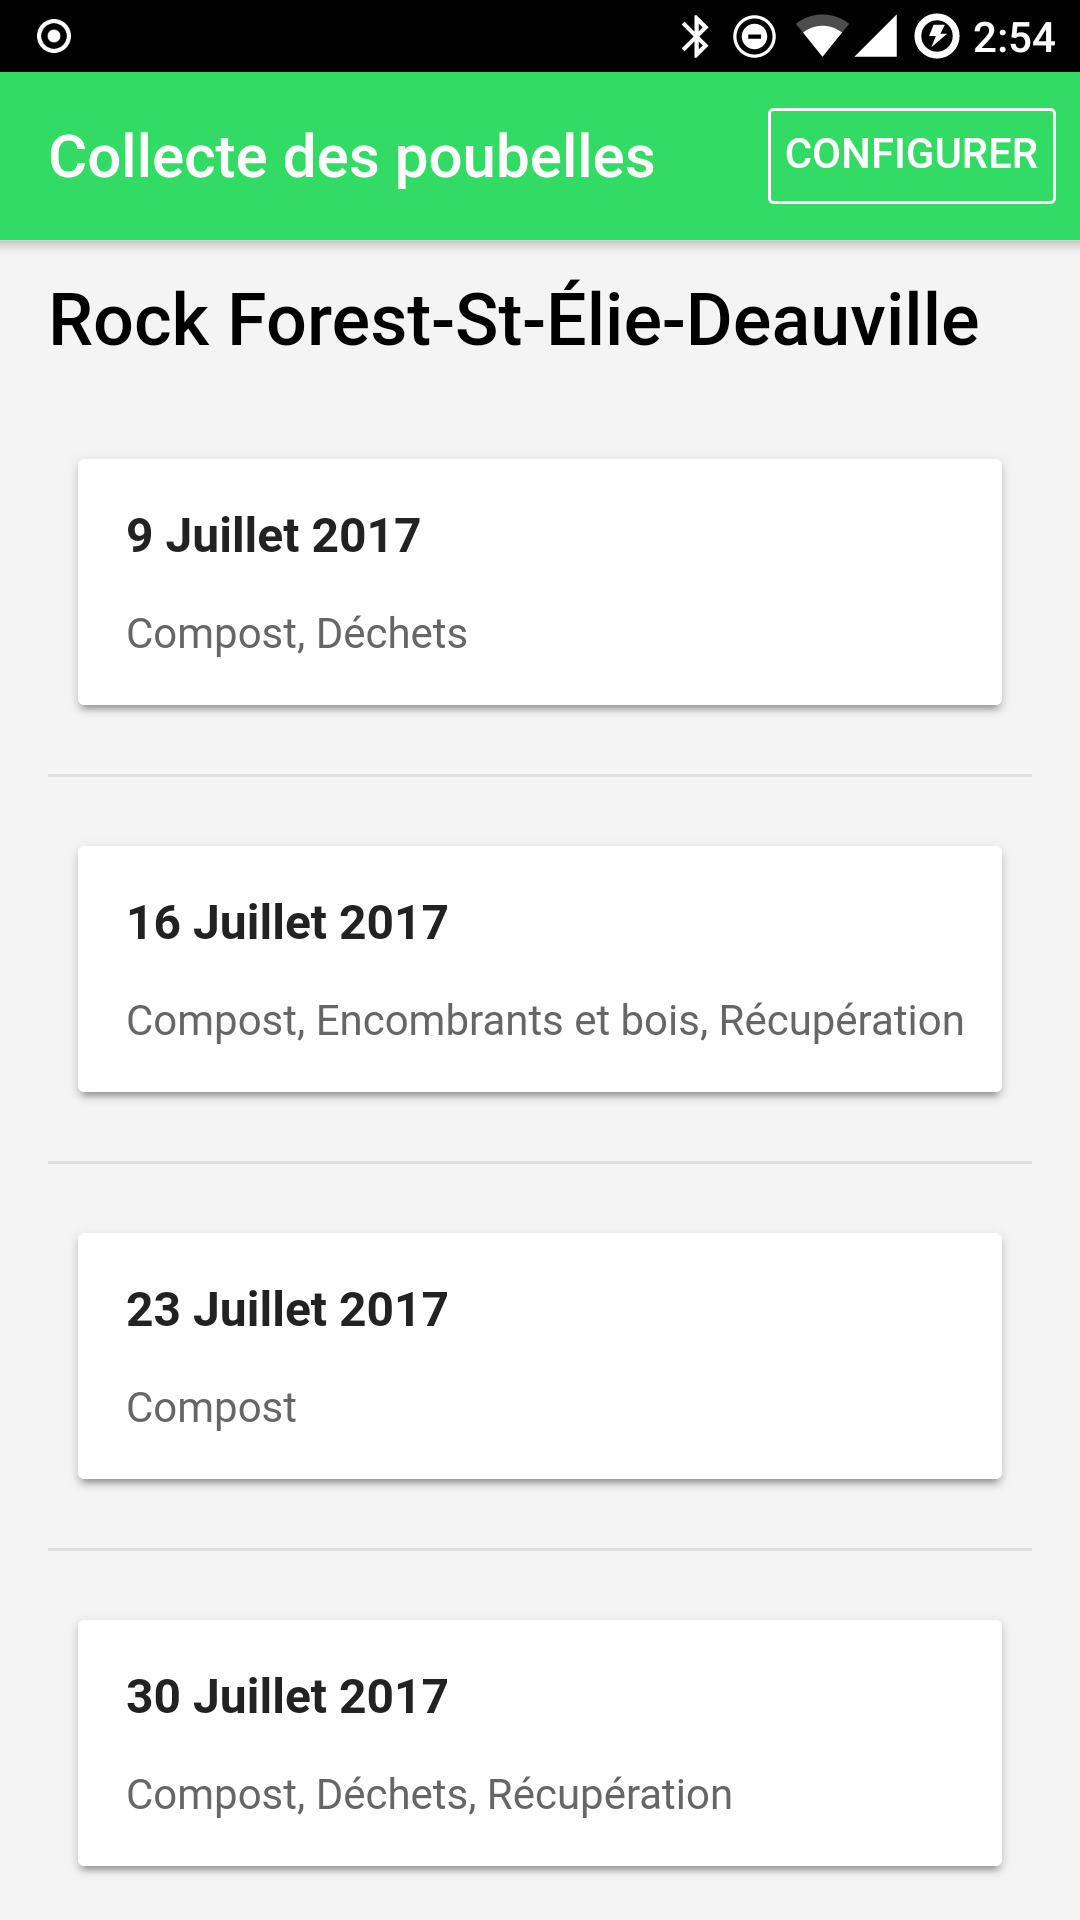 2:54
Collecte des poubelles
CONFIGURER
Rock Forest-St-Élie-Deauville
9 Juillet 2017
Compost, Déchets
16 Juillet 2017
Compost, Encombrants et bois, Récupération
23 Juillet 2017
Compost
30 Juillet 2017
Compost, Déchets, Récupération